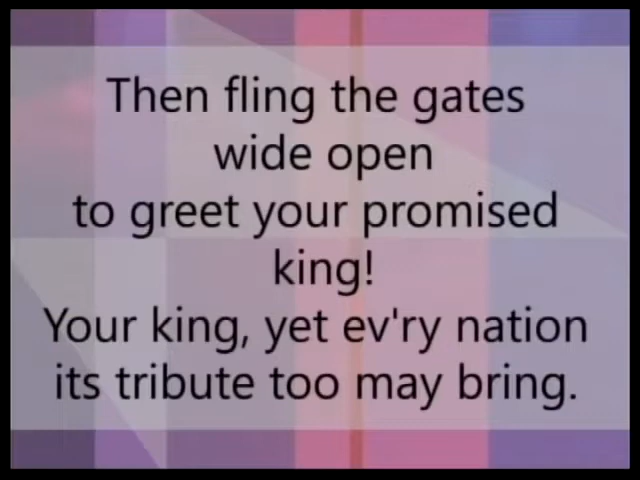 Then fling the gates
wide open
to greet your promised
king!
Your king, yet ev'ry nation
its tribute too may bring.